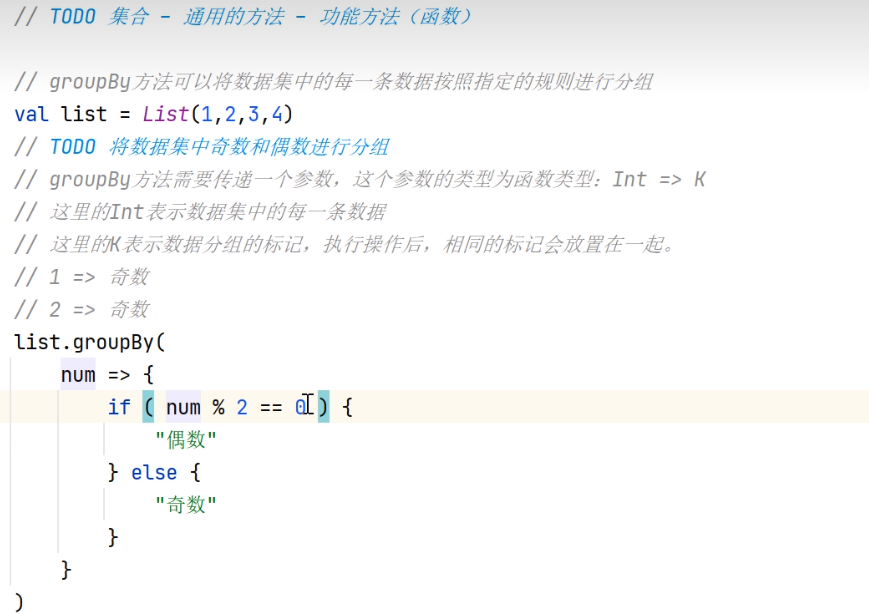 // TODO 集合 - 通用的方法 - 功能方法（函数）
// groupBy方法可以将数据集中的每一条数据按照指定的规则进行分组
val list = List(1,2,3,4)
// TODO 将数据集中奇数和偶数进行分组
// groupBy方法需要传递一个参数，这个参数的类型为函数类型：Int => K
// 这里的Int表示数据集中的每一条数据
// 这里的K表示数据分组的标记，执行操作后，相同的标记会放置在一起。
// 1 => 奇数
// 2 => 奇数
list.groupBy(
num => {
if ( num % 2 == 0 ) {
"偶数"
} else {
"奇数"
}
}
)